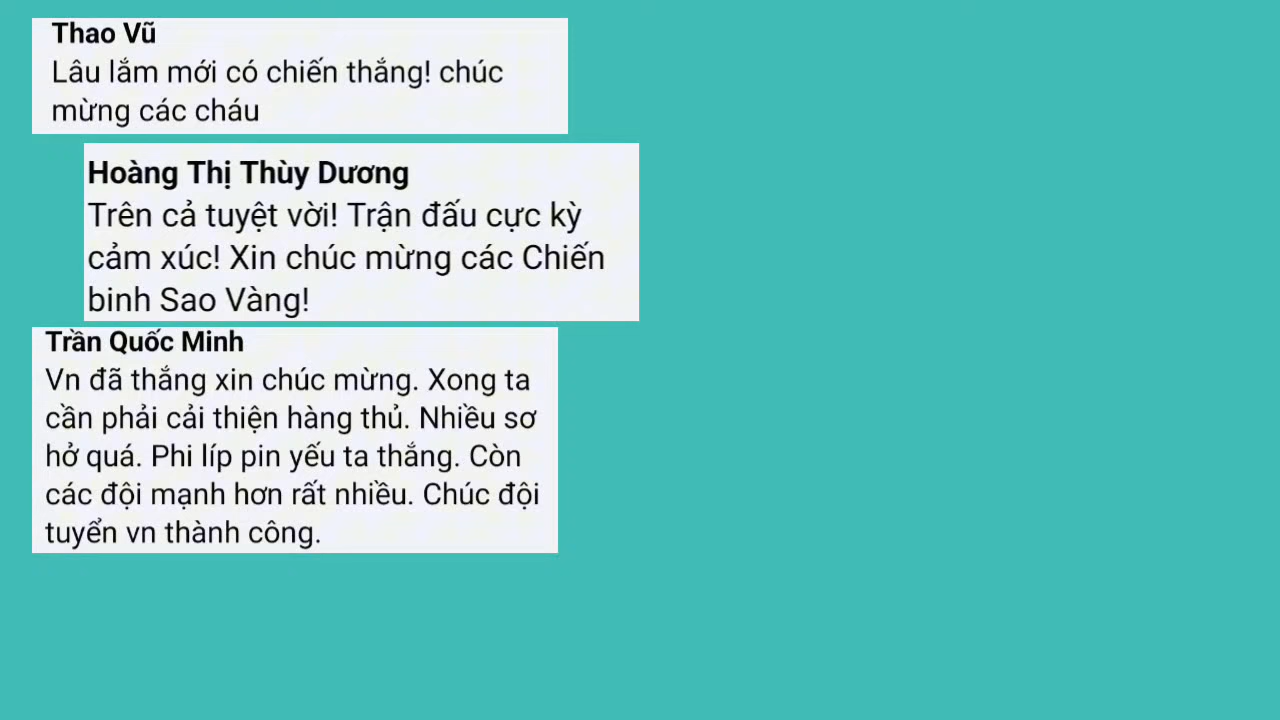 Thao Vũ
Lâu lắm mới có chiến thắng! chúc
mừng các cháu
Hoàng Thị Thùy Dương
Trên cả tuyệt vời! Trận đấu cực kỳ
cảm xúc! Xin chúc mừng các Chiến
binh Sao Vàng!
Trần Quốc Minh
Vn đã thắng xin chúc mừng. Xong ta
cần phải cải thiện hàng thủ. Nhiều sơ
hở quá. Phi líp pin yếu ta thắng. Còn
các đội mạnh hơn rất nhiều. Chúc đội
tuyển vn thành công.